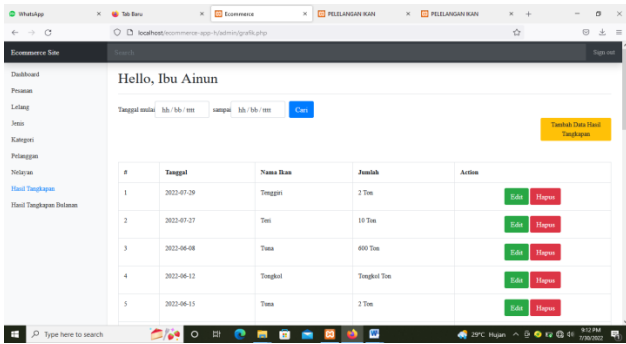 WhatsApp
Tab Baru
Ecommerce
PELELANGAN IKAN
PELELANGAN IKAN
localhost/ecommerce-app-h/admin/grafik.php
Ecommerce Site
Search
Sign out
Dashboard
Pesanan
Lelang
Jenis
Kategori
Pelanggan
Nelayan
Hasil Tangkapan
Hasil Tangkapan Bulanan
Hello, Ibu Ainun
Tanggal mulai hh / bb / tttt sampai hh / bb / tttt Cari
Tambah Data Hasil
Tangkapan
# Tanggal Nama Ikan Jumlah Action
1 2022-07-29 Tenggiri 2 Ton Edit Hapus
2 2022-07-27 Teri 10 Ton Edit Hapus
3 2022-06-08 Tuna 600 Ton Edit Hapus
4 2022-06-12 Tongkol Tongkol Ton Edit Hapus
5 2022-06-15 Tuna 2 Ton Edit Hapus
Type here to search
29°C Hujan
9:12 PM
7/30/2022